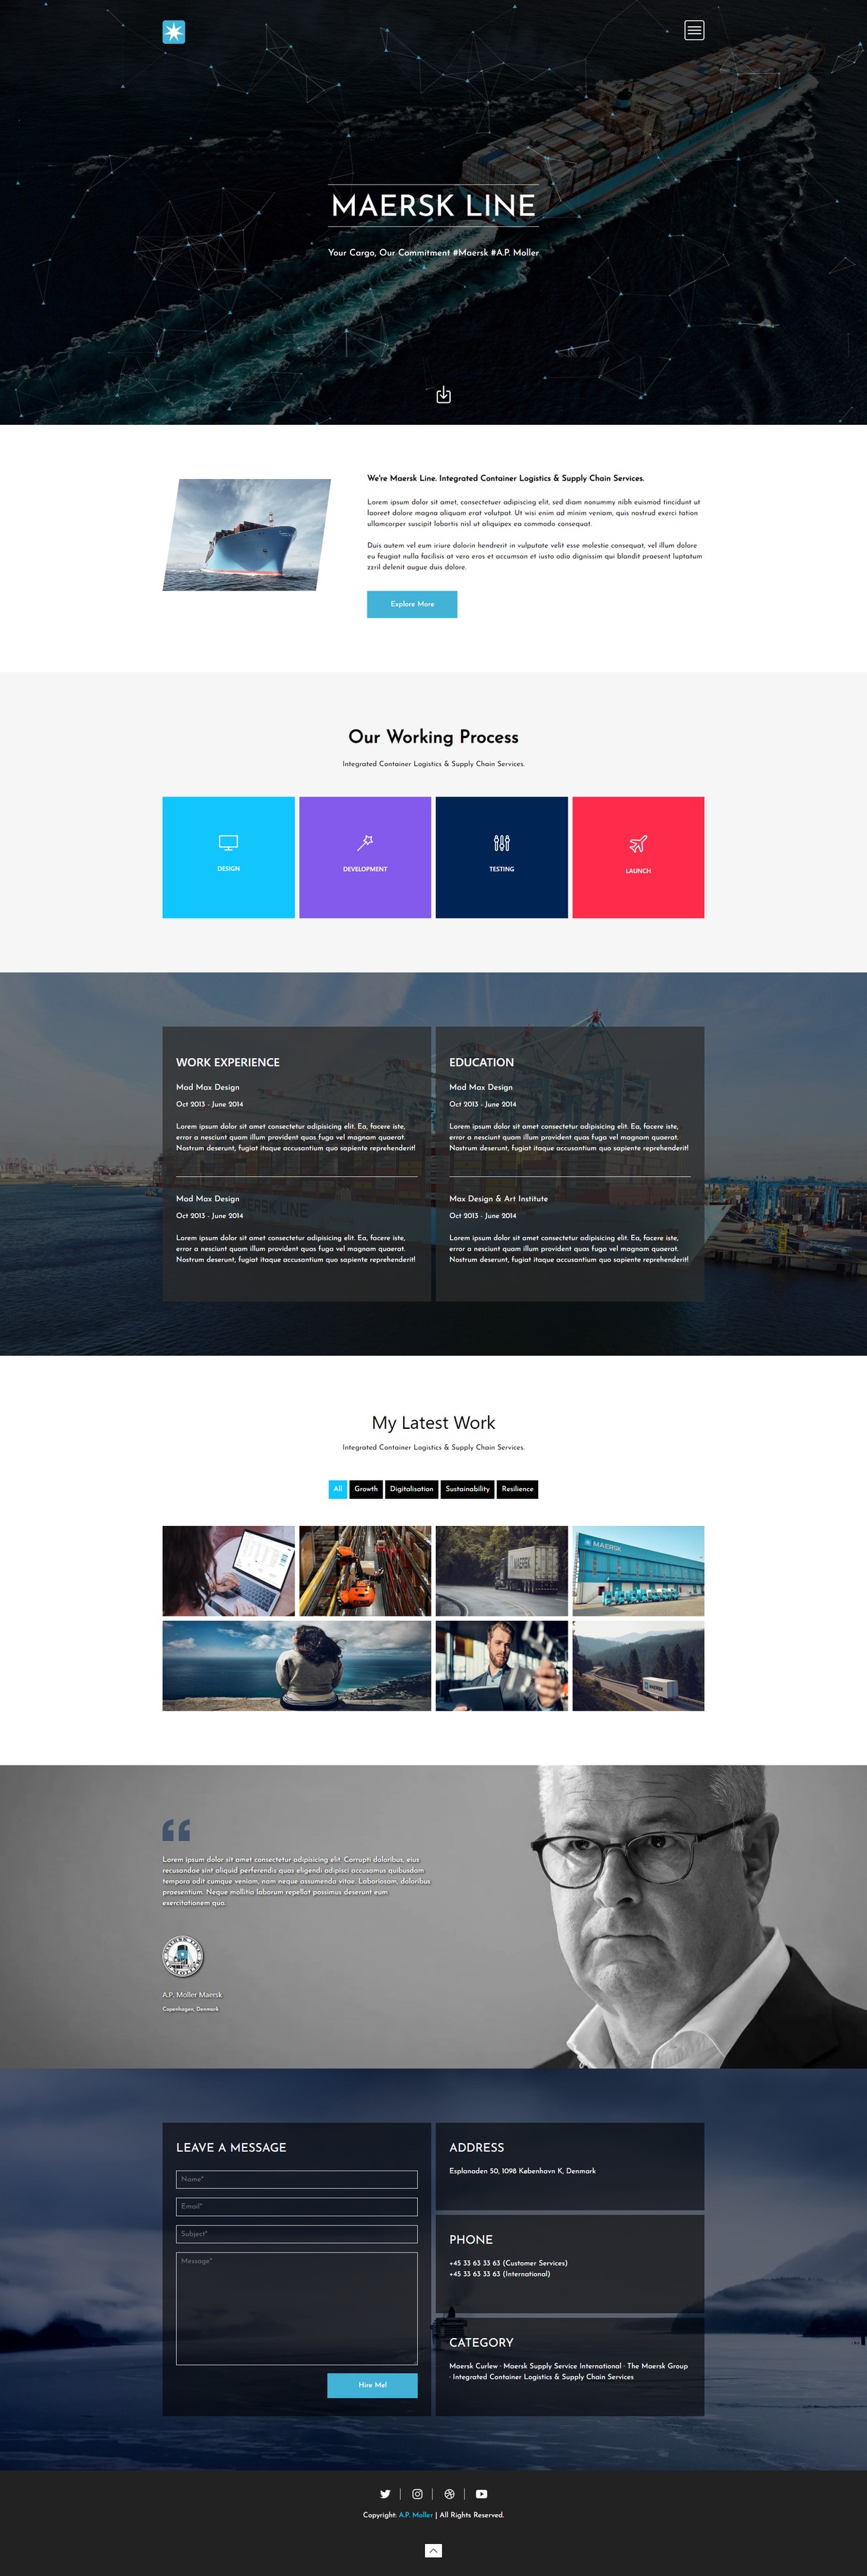 MAERSK LINE
Your Cargo, Our Commitment #Maersk #A.P. Moller
We're Maersk Line. Integrated Container Logistics & Supply Chain Services.
Lorem ipsum dolor sit amet, consectetuer adipiscing elit, sed diam nonummy nibh euismod tincidunt ut
laoreet dolore magna aliquam erat volutpat. Ut wisi enim ad minim veniam, quis nostrud exerci tation
ullamcorper suscipit lobortis nisl ut aliquipex ea commodo consequat.
Duis autem vel eum iriure dolorin hendrerit in vulputate velit esse molestie consequat, vel illum dolore
eu feugiat nulla facilisis at vero eros et accumsan et iusto odio dignissim qui blandit praesent luptatum
zzril delenit augue duis dolore.
Explore More
Our Working Process
Integrated Container Logistics & Supply Chain Services.
DESIGN
DEVELOPMENT
TESTING
LAUNCH
WORK EXPERIENCE
Mad Max Design
Oct 2013 - June 2014
Lorem ipsum dolor sit amet consectetur adipisicing elit. Ea, facere iste,
error a nesciunt quam illum provident quas fuga vel magnam quaerat.
Nostrum deserunt, fugiat itaque accusantium quo sapiente reprehenderit!
Mad Max Design
Oct 2013 - June 2014
Lorem ipsum dolor sit amet consectetur adipisicing elit. Ea, facere iste,
error a nesciunt quam illum provident quas fuga vel magnam quaerat.
Nostrum deserunt, fugiat itaque accusantium quo sapiente reprehenderit!
EDUCATION
Mad Max Design
Oct 2013 - June 2014
Lorem ipsum dolor sit amet consectetur adipisicing elit. Ea, facere iste,
error a nesciunt quam illum provident quas fuga vel magnam quaerat.
Nostrum deserunt, fugiat itaque accusantium quo sapiente reprehenderit!
Max Design & Art Institute
Oct 2013 - June 2014
Lorem ipsum dolor sit amet consectetur adipisicing elit. Ea, facere iste,
error a nesciunt quam illum provident quas fuga vel magnam quaerat.
Nostrum deserunt, fugiat itaque accusantium quo sapiente reprehenderit!
MAERSK LINE
My Latest Work
Integrated Container Logistics & Supply Chain Services.
All
Growth
Digitalisation
Sustainability
Resilience
MAERSK
MAERSK
MAERSK
Lorem ipsum dolor sit amet consectetur adipisicing elit. Corrupti doloribus, eius
recusandae sint aliquid perferendis quas eligendi adipisci accusamus quibusdam
tempora odit cumque veniam, nam neque assumenda vitae. Laboriosam, doloribus
praesentium. Neque mollitia laborum repellat possimus deserunt eum
exercitationem quo.
MAERSK LINE
A.P. Moller Maersk
Copenhagen, Denmark
LEAVE A MESSAGE
Name*
Email*
Subject*
Message*
Hire Me!
ADDRESS
Esplanaden 50, 1098 København K, Denmark
PHONE
+45 33 63 33 63 (Customer Services)
+45 33 63 33 63 (International)
CATEGORY
Maersk Curlew · Maersk Supply Service International · The Maersk Group
· Integrated Container Logistics & Supply Chain Services
Copyright: A.P. Moller | All Rights Reserved.